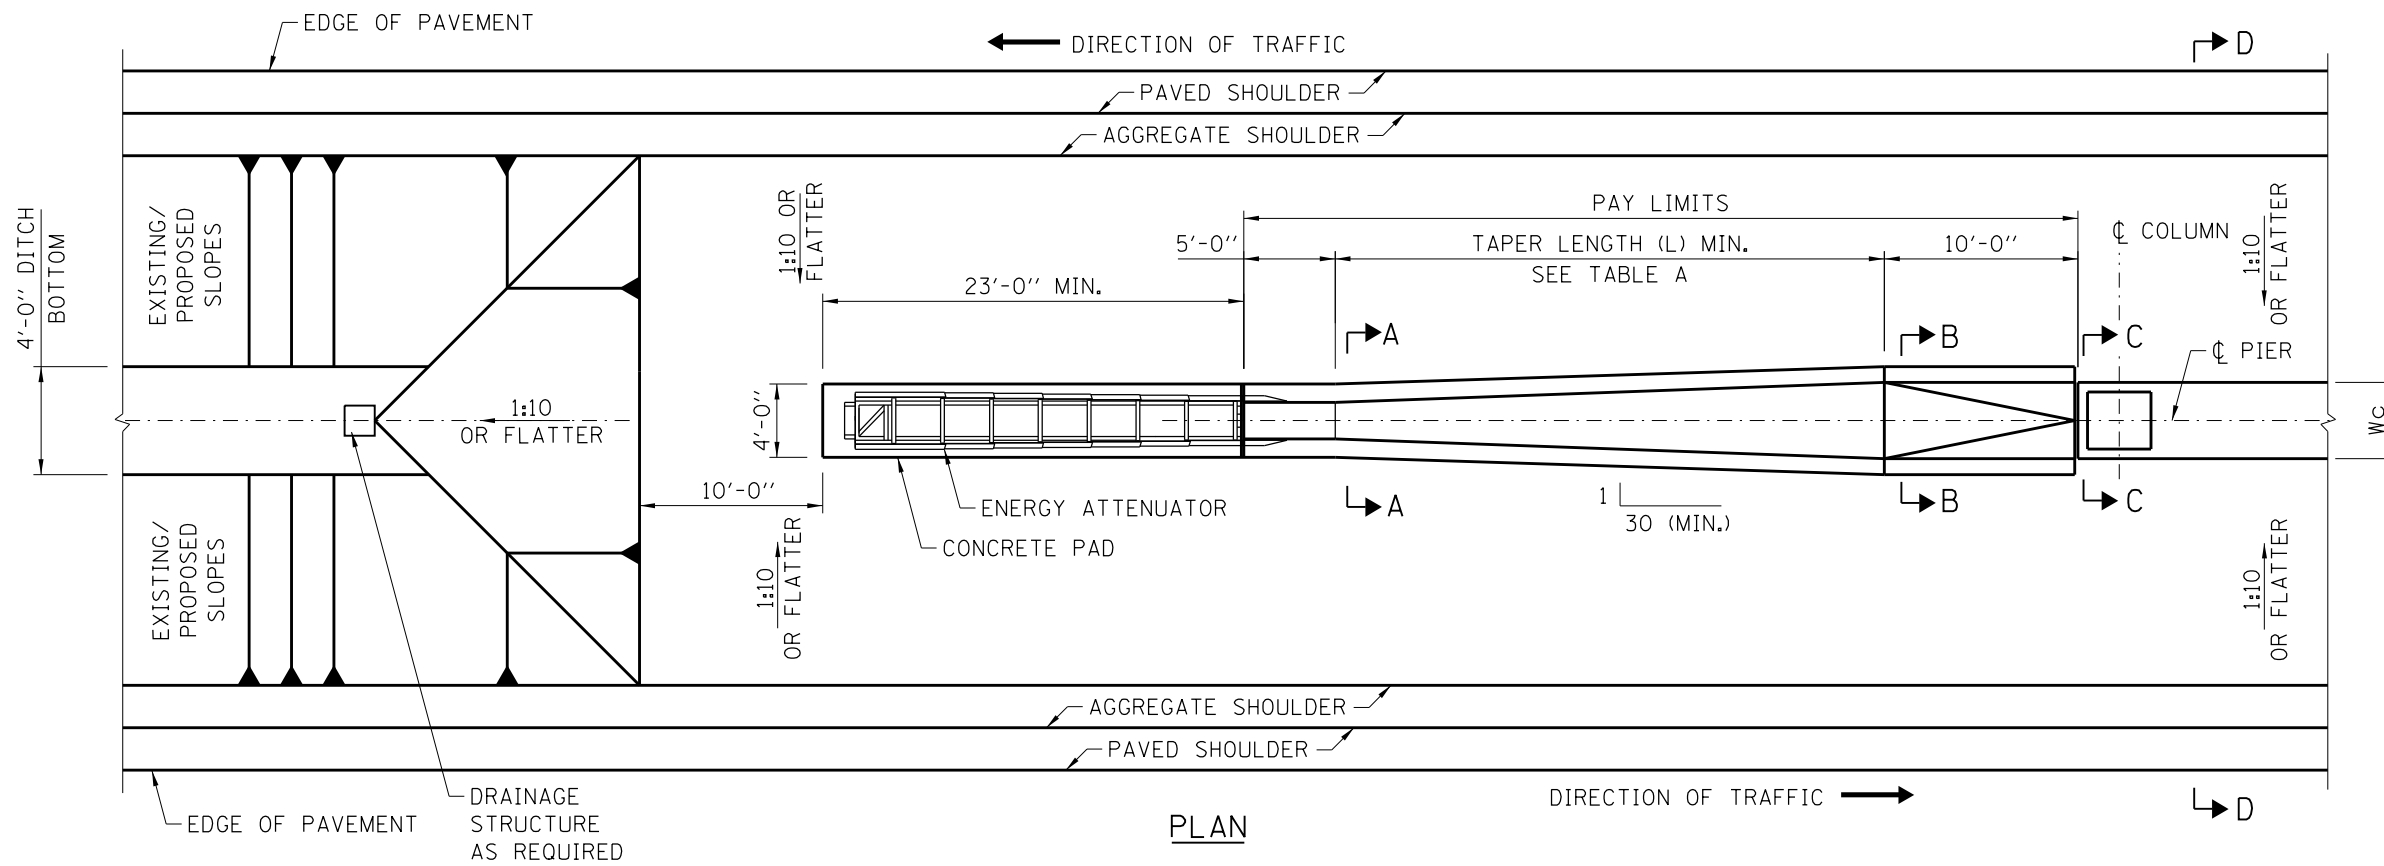 EDGE OF PAVEMENT
DIRECTION OF TRAFFIC
D
PAVED SHOULDER
AGGREGATE SHOULDER
4'-0" DITCH
BOTTOM
EXISTING/
PROPOSED
SLOPES
1:10 OR
FLATTER
PAY LIMITS
5'-0"
TAPER LENGTH (L) MIN.
SEE TABLE A
10'-0"
℄ COLUMN
1:10
OR FLATTER
23'-0" MIN.
A
B
C
℄ PIER
1:10
OR FLATTER
4'-0"
WC
10'-0"
ENERGY ATTENUATOR
CONCRETE PAD
A
1
30 (MIN.)
B
C
EXISTING/
PROPOSED
SLOPES
1:10
OR FLATTER
1:10
OR FLATTER
AGGREGATE SHOULDER
PAVED SHOULDER
DRAINAGE
STRUCTURE
AS REQUIRED
EDGE OF PAVEMENT
DIRECTION OF TRAFFIC
D
PLAN